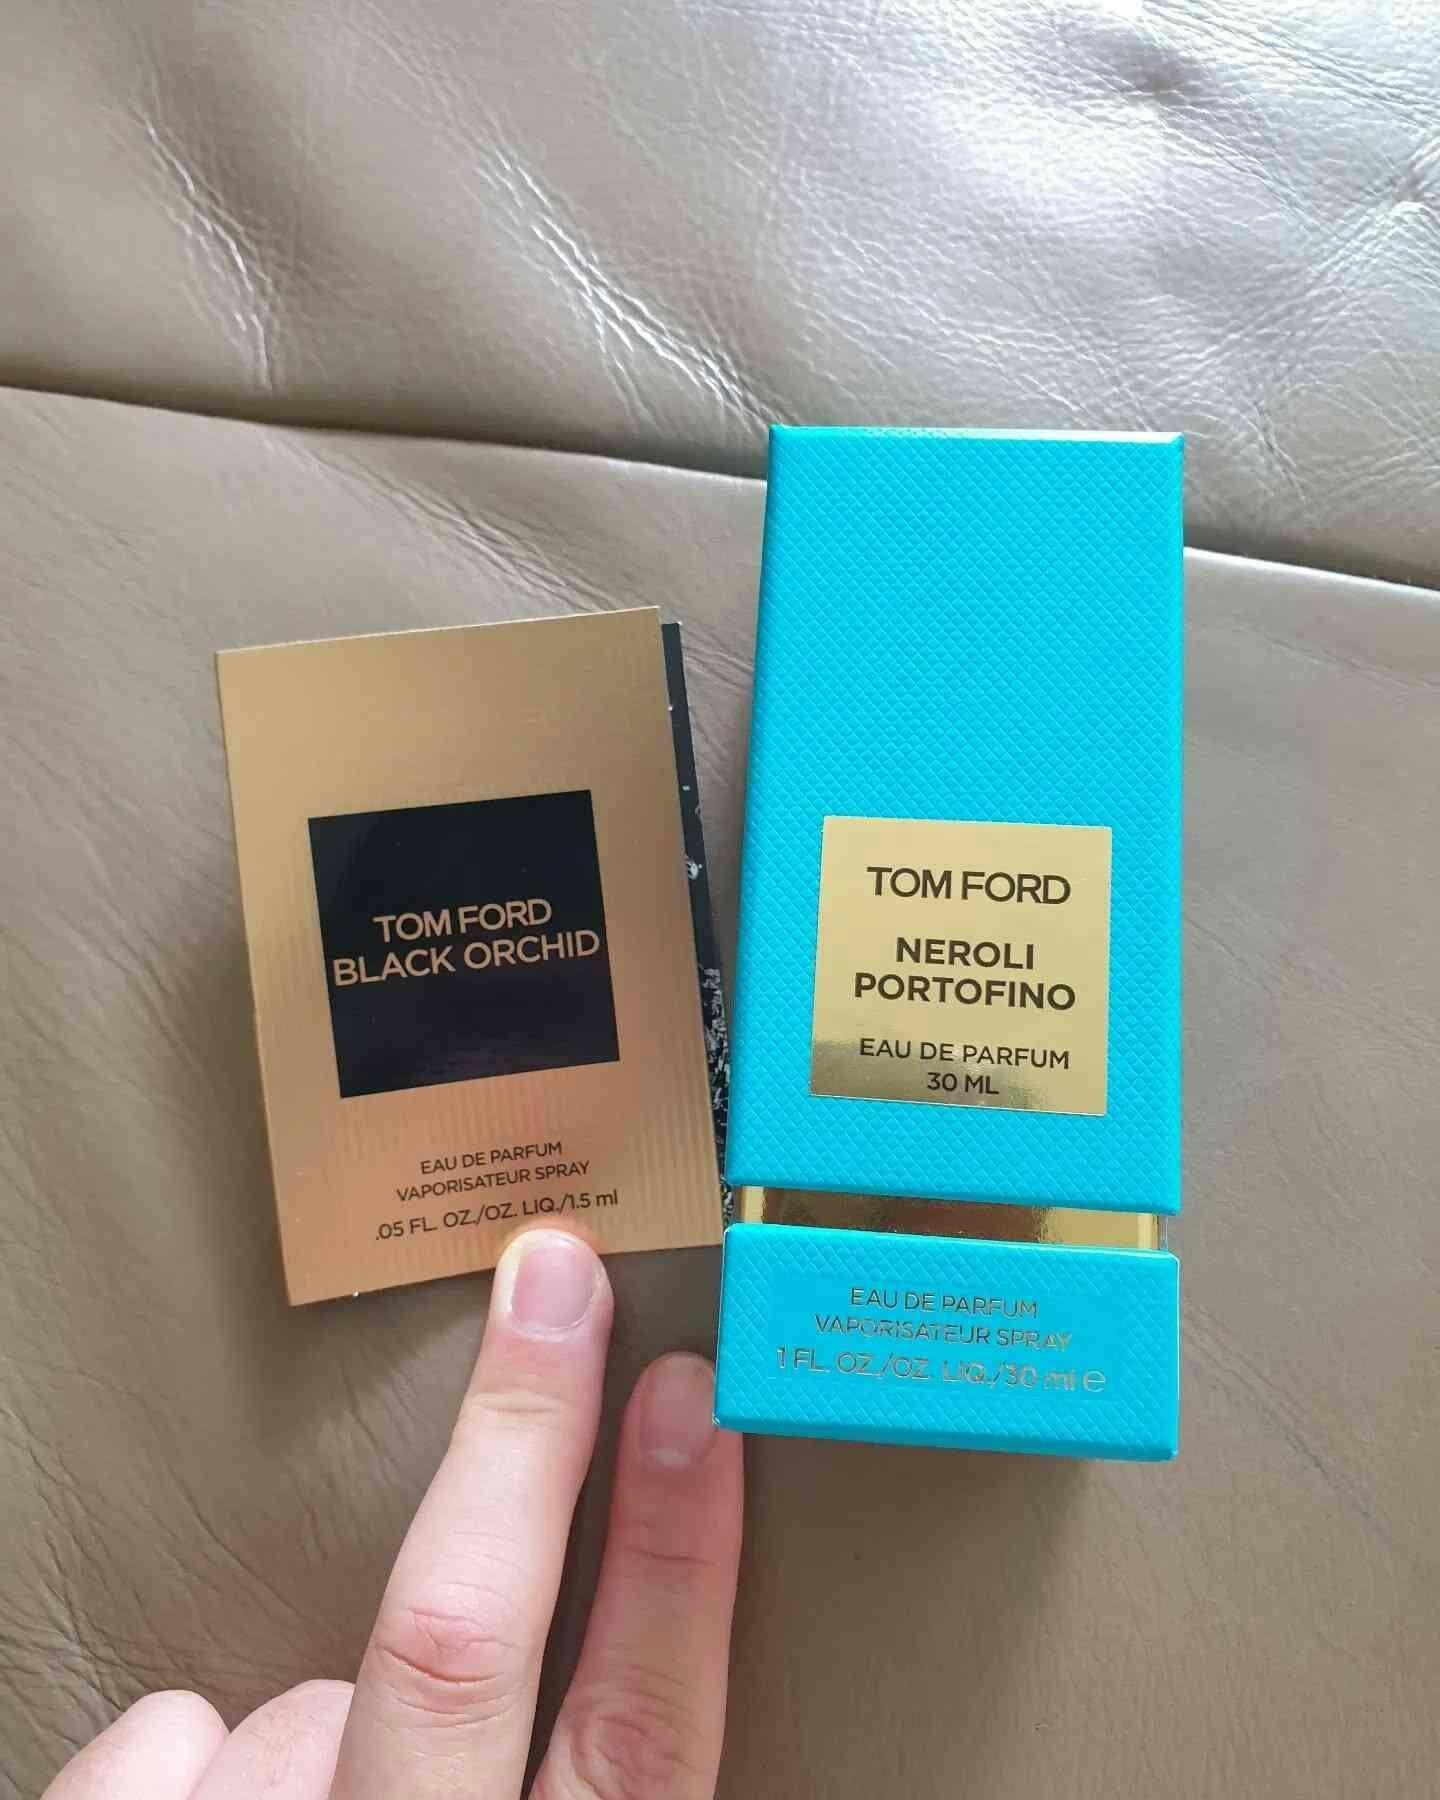 TOM FORD
BLACK ORCHID
EAU DE PARFUM
VAPORISATEUR SPRAY
.05 FL. OZ./OZ. LIQ./1.5 ml
TOM FORD
NEROLI
PORTOFINO
EAU DE PARFUM
30 ML
EAU DE PARFUM
VAPORISATEUR SPRAY
1 FL. OZ./OZ. LIQ./30 ml ℮